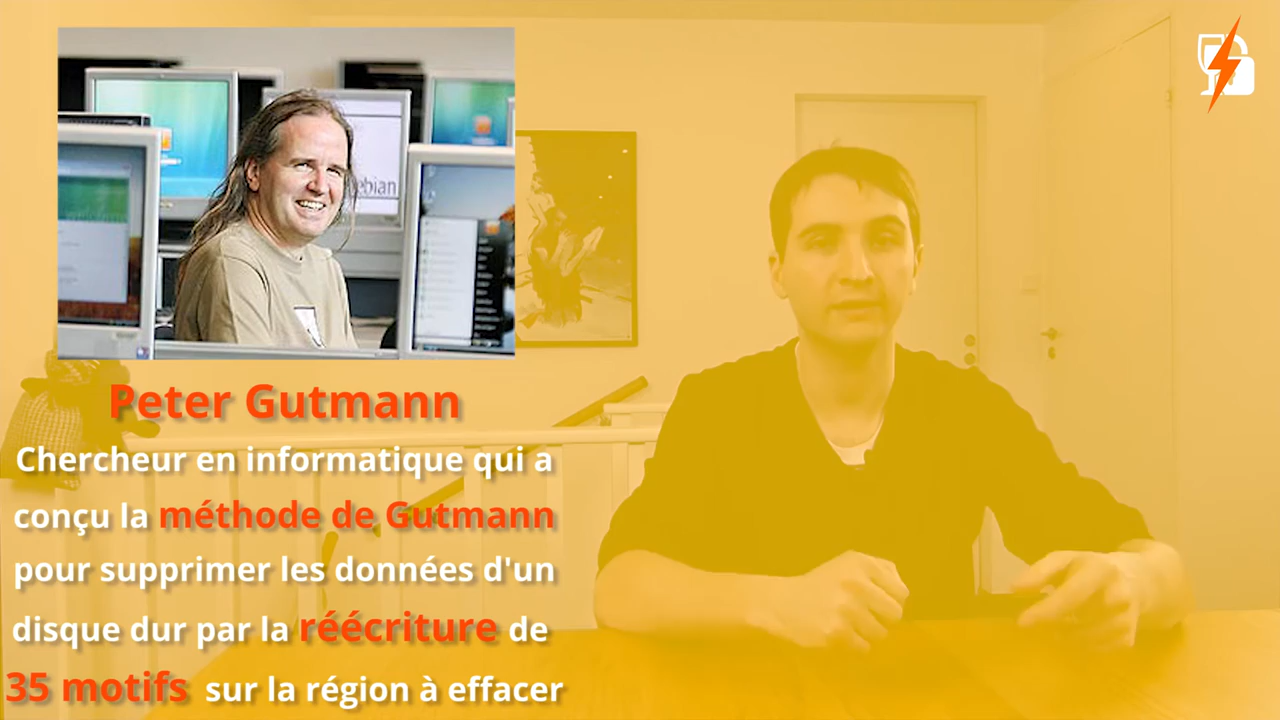 ebian
Peter Gutmann
Chercheur en informatique qui a
conçu la méthode de Gutmann
pour supprimer les données d'un
disque dur par la réécriture de
35 motifs sur la région à effacer